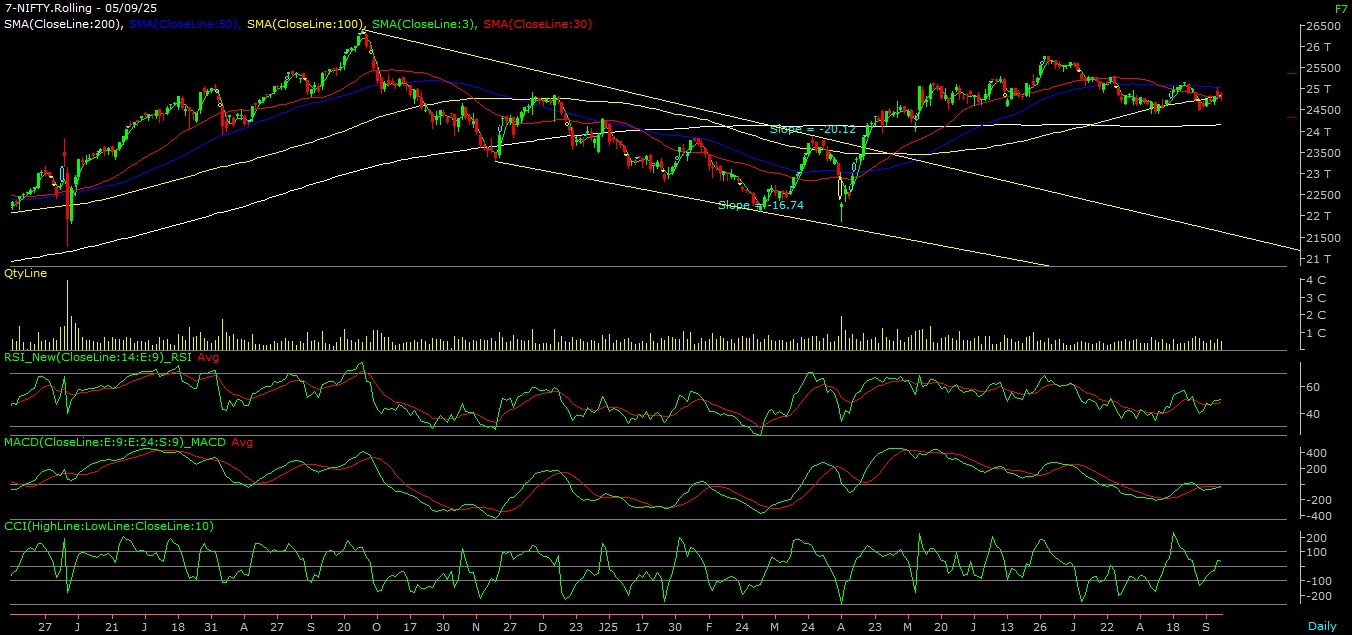 7-NIFTY.Rolling - 05/09/25
F7
SMA(CloseLine:200), SMA(CloseLine:50), SMA(CloseLine:100), SMA(CloseLine:3), SMA(CloseLine:30)
26500
26 T
25500
25 T
24500
24 T
23500
23 T
22500
22 T
21500
21 T
Slope = -20.12
Slope = -16.74
QtyLine
4 C
3 C
2 C
1 C
RSI_New(CloseLine:14:E:9)_RSI Avg
60
40
MACD(CloseLine:E:9:E:24:S:9)_MACD Avg
400
200
-200
-400
CCI(HighLine:LowLine:CloseLine:10)
200
100
-100
-200
27 J 21 J 18 31 A 27 S 20 O 17 30 N 27 D 23 J25 17 30 F 24 M 24 A 23 M 20 J 13 26 J 22 A 18 S
Daily